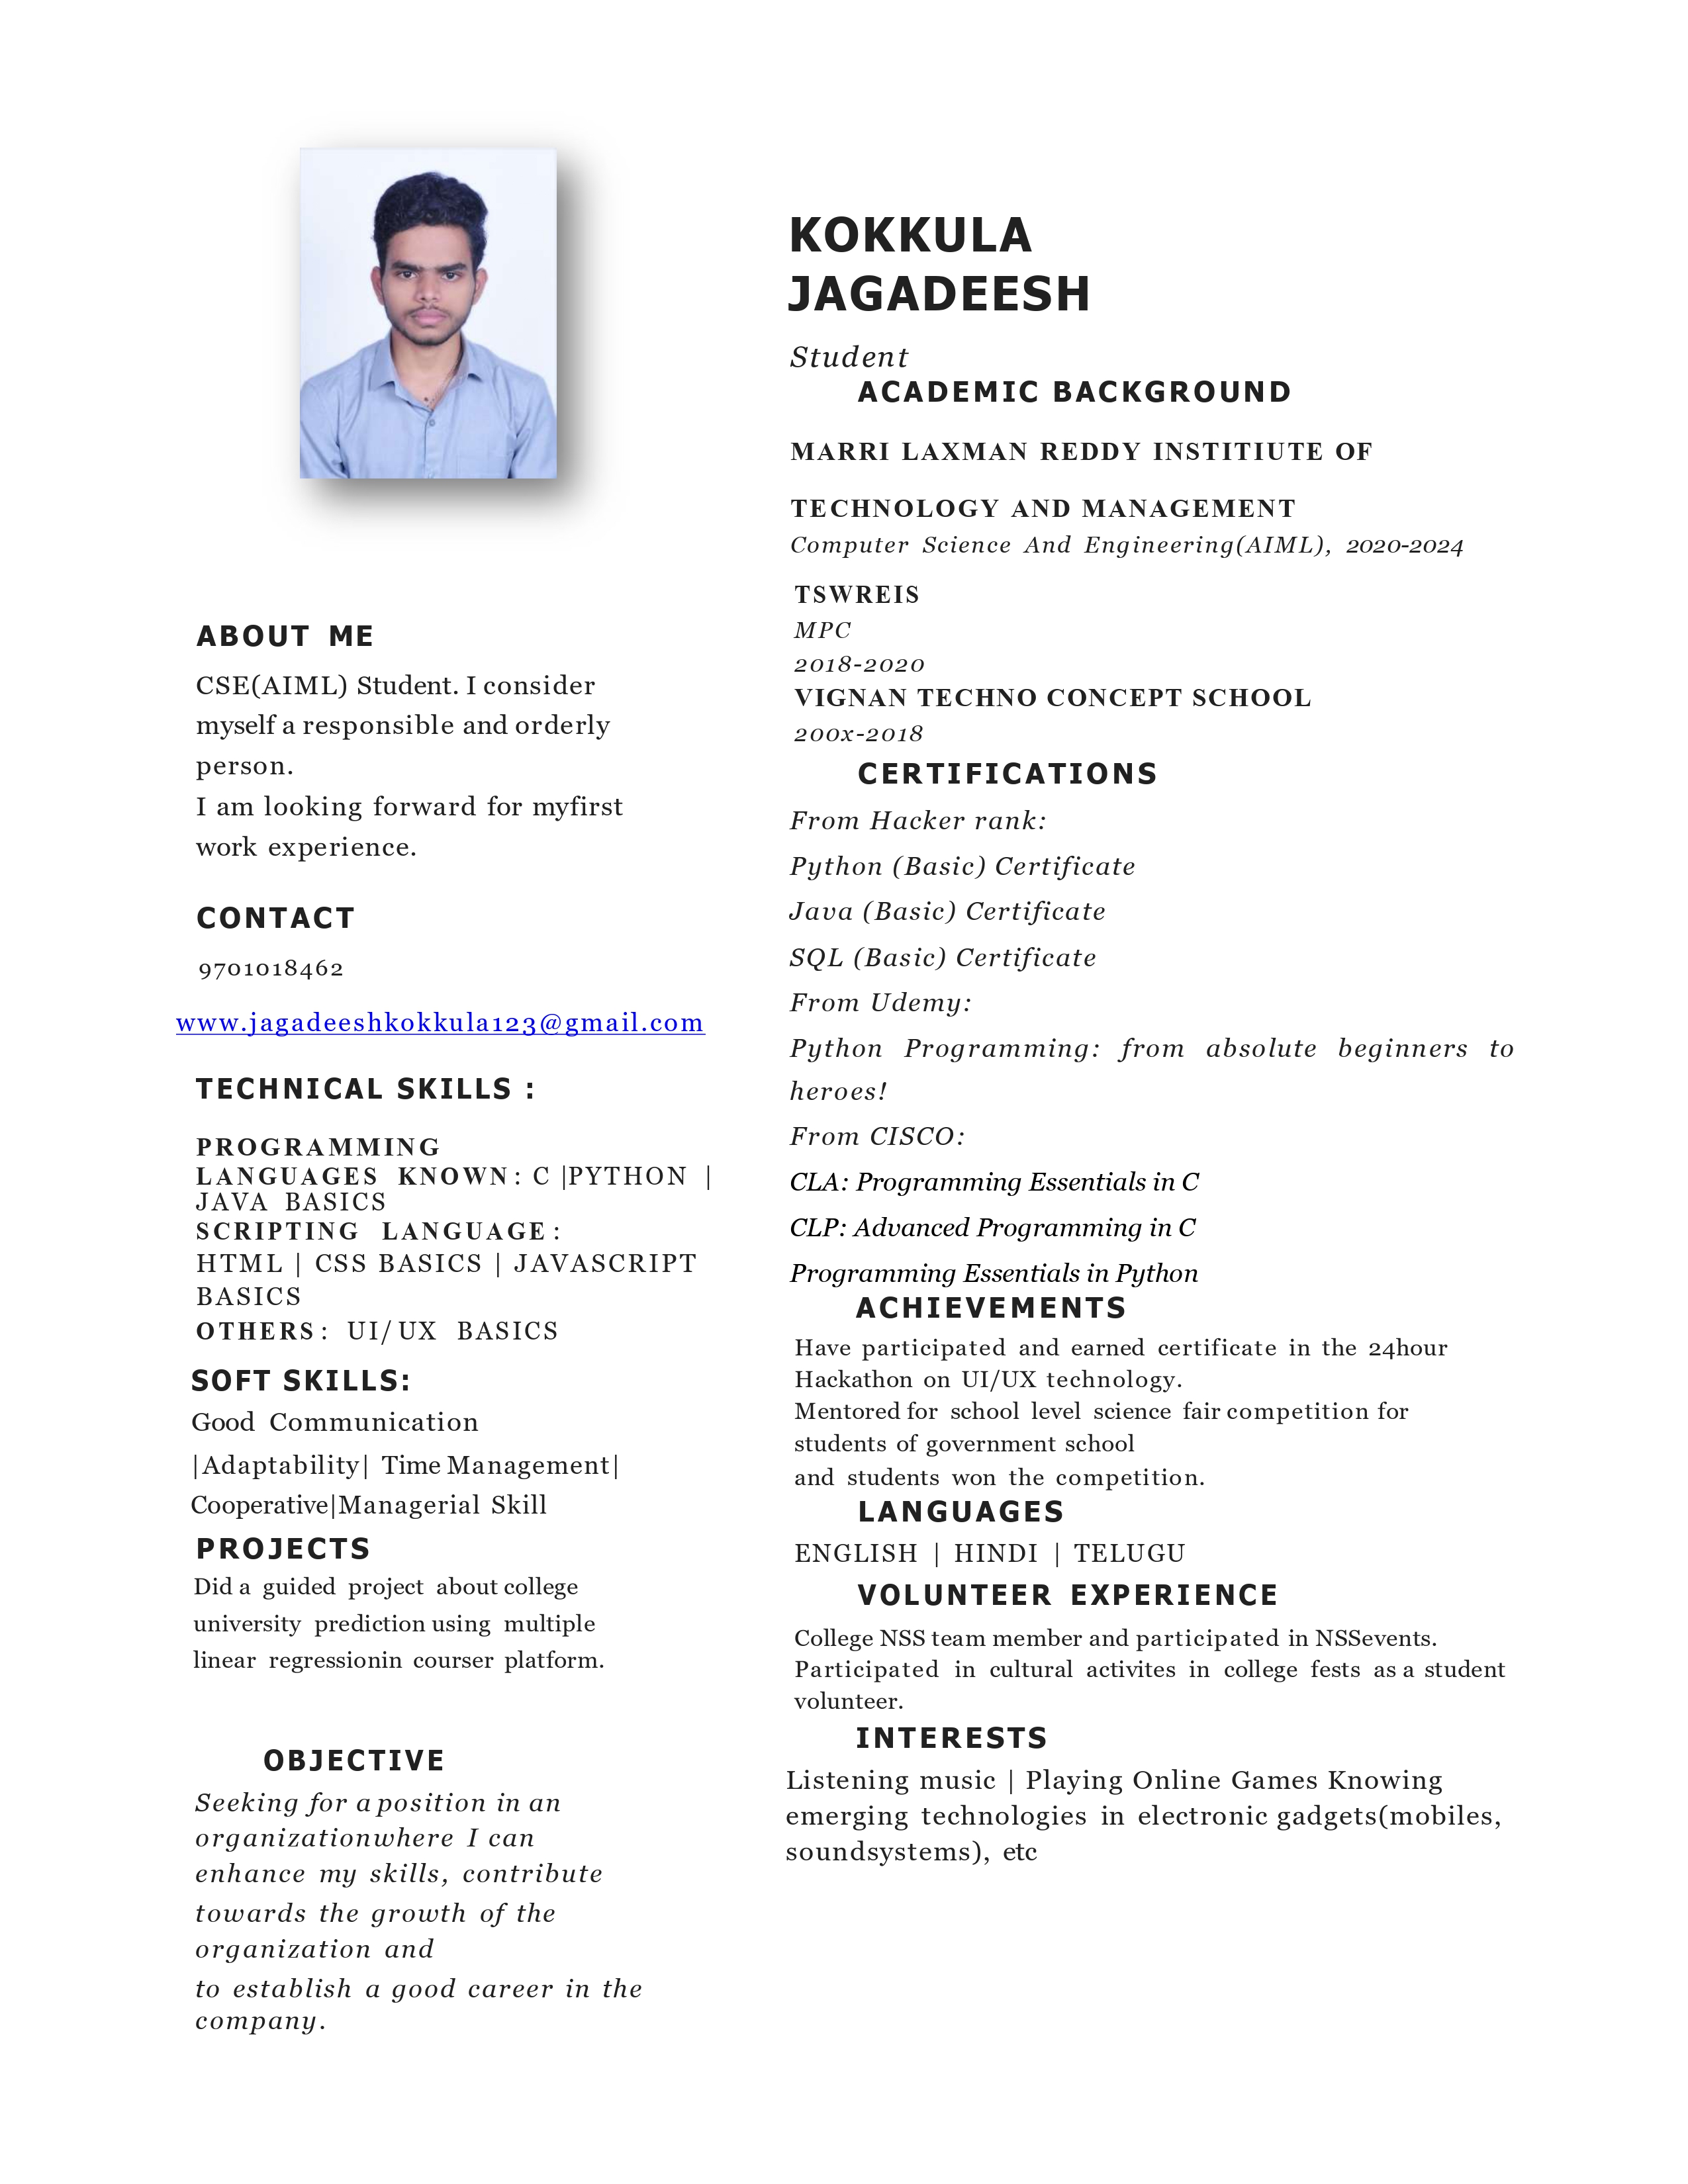 KOKKULA
JAGADEESH
Student
ABOUT ME
CSE(AIML) Student. I consider
myself a responsible and orderly
person.
I am looking forward for myfirst
work experience.
CONTACT
9701018462
www.jagadeeshkokkula123@gmail.com
TECHNICAL SKILLS :
PROGRAMMING
LANGUAGES KNOWN: C |PYTHON |
JAVA BASICS
SCRIPTING LANGUAGE:
HTML | CSS BASICS | JAVASCRIPT
BASICS
OTHERS: UI/UX BASICS
SOFT SKILLS:
Good Communication
|Adaptability| Time Management|
Cooperative|Managerial Skill
PROJECTS
Did a guided project about college
university prediction using multiple
linear regressionin courser platform.
OBJECTIVE
Seeking for a position in an
organizationwhere I can
enhance my skills, contribute
towards the growth of the
organization and
to establish a good career in the
company.
ACADEMIC BACKGROUND
MARRI LAXMAN REDDY INSTITIUTE OF
TECHNOLOGY AND MANAGEMENT
Computer Science And Engineering(AIML), 2020-2024
TSWREIS
MPC
2018-2020
VIGNAN TECHNO CONCEPT SCHOOL
200x-2018
CERTIFICATIONS
From Hacker rank:
Python (Basic) Certificate
Java (Basic) Certificate
SQL (Basic) Certificate
From Udemy:
Python Programming: from absolute beginners to
heroes!
From CISCO:
CLA: Programming Essentials in C
CLP: Advanced Programming in C
Programming Essentials in Python
ACHIEVEMENTS
Have participated and earned certificate in the 24hour
Hackathon on UI/UX technology.
Mentored for school level science fair competition for
students of government school
and students won the competition.
LANGUAGES
ENGLISH | HINDI | TELUGU
VOLUNTEER EXPERIENCE
College NSS team member and participated in NSSevents.
Participated in cultural activites in college fests as a student
volunteer.
INTERESTS
Listening music | Playing Online Games Knowing
emerging technologies in electronic gadgets(mobiles,
soundsystems), etc